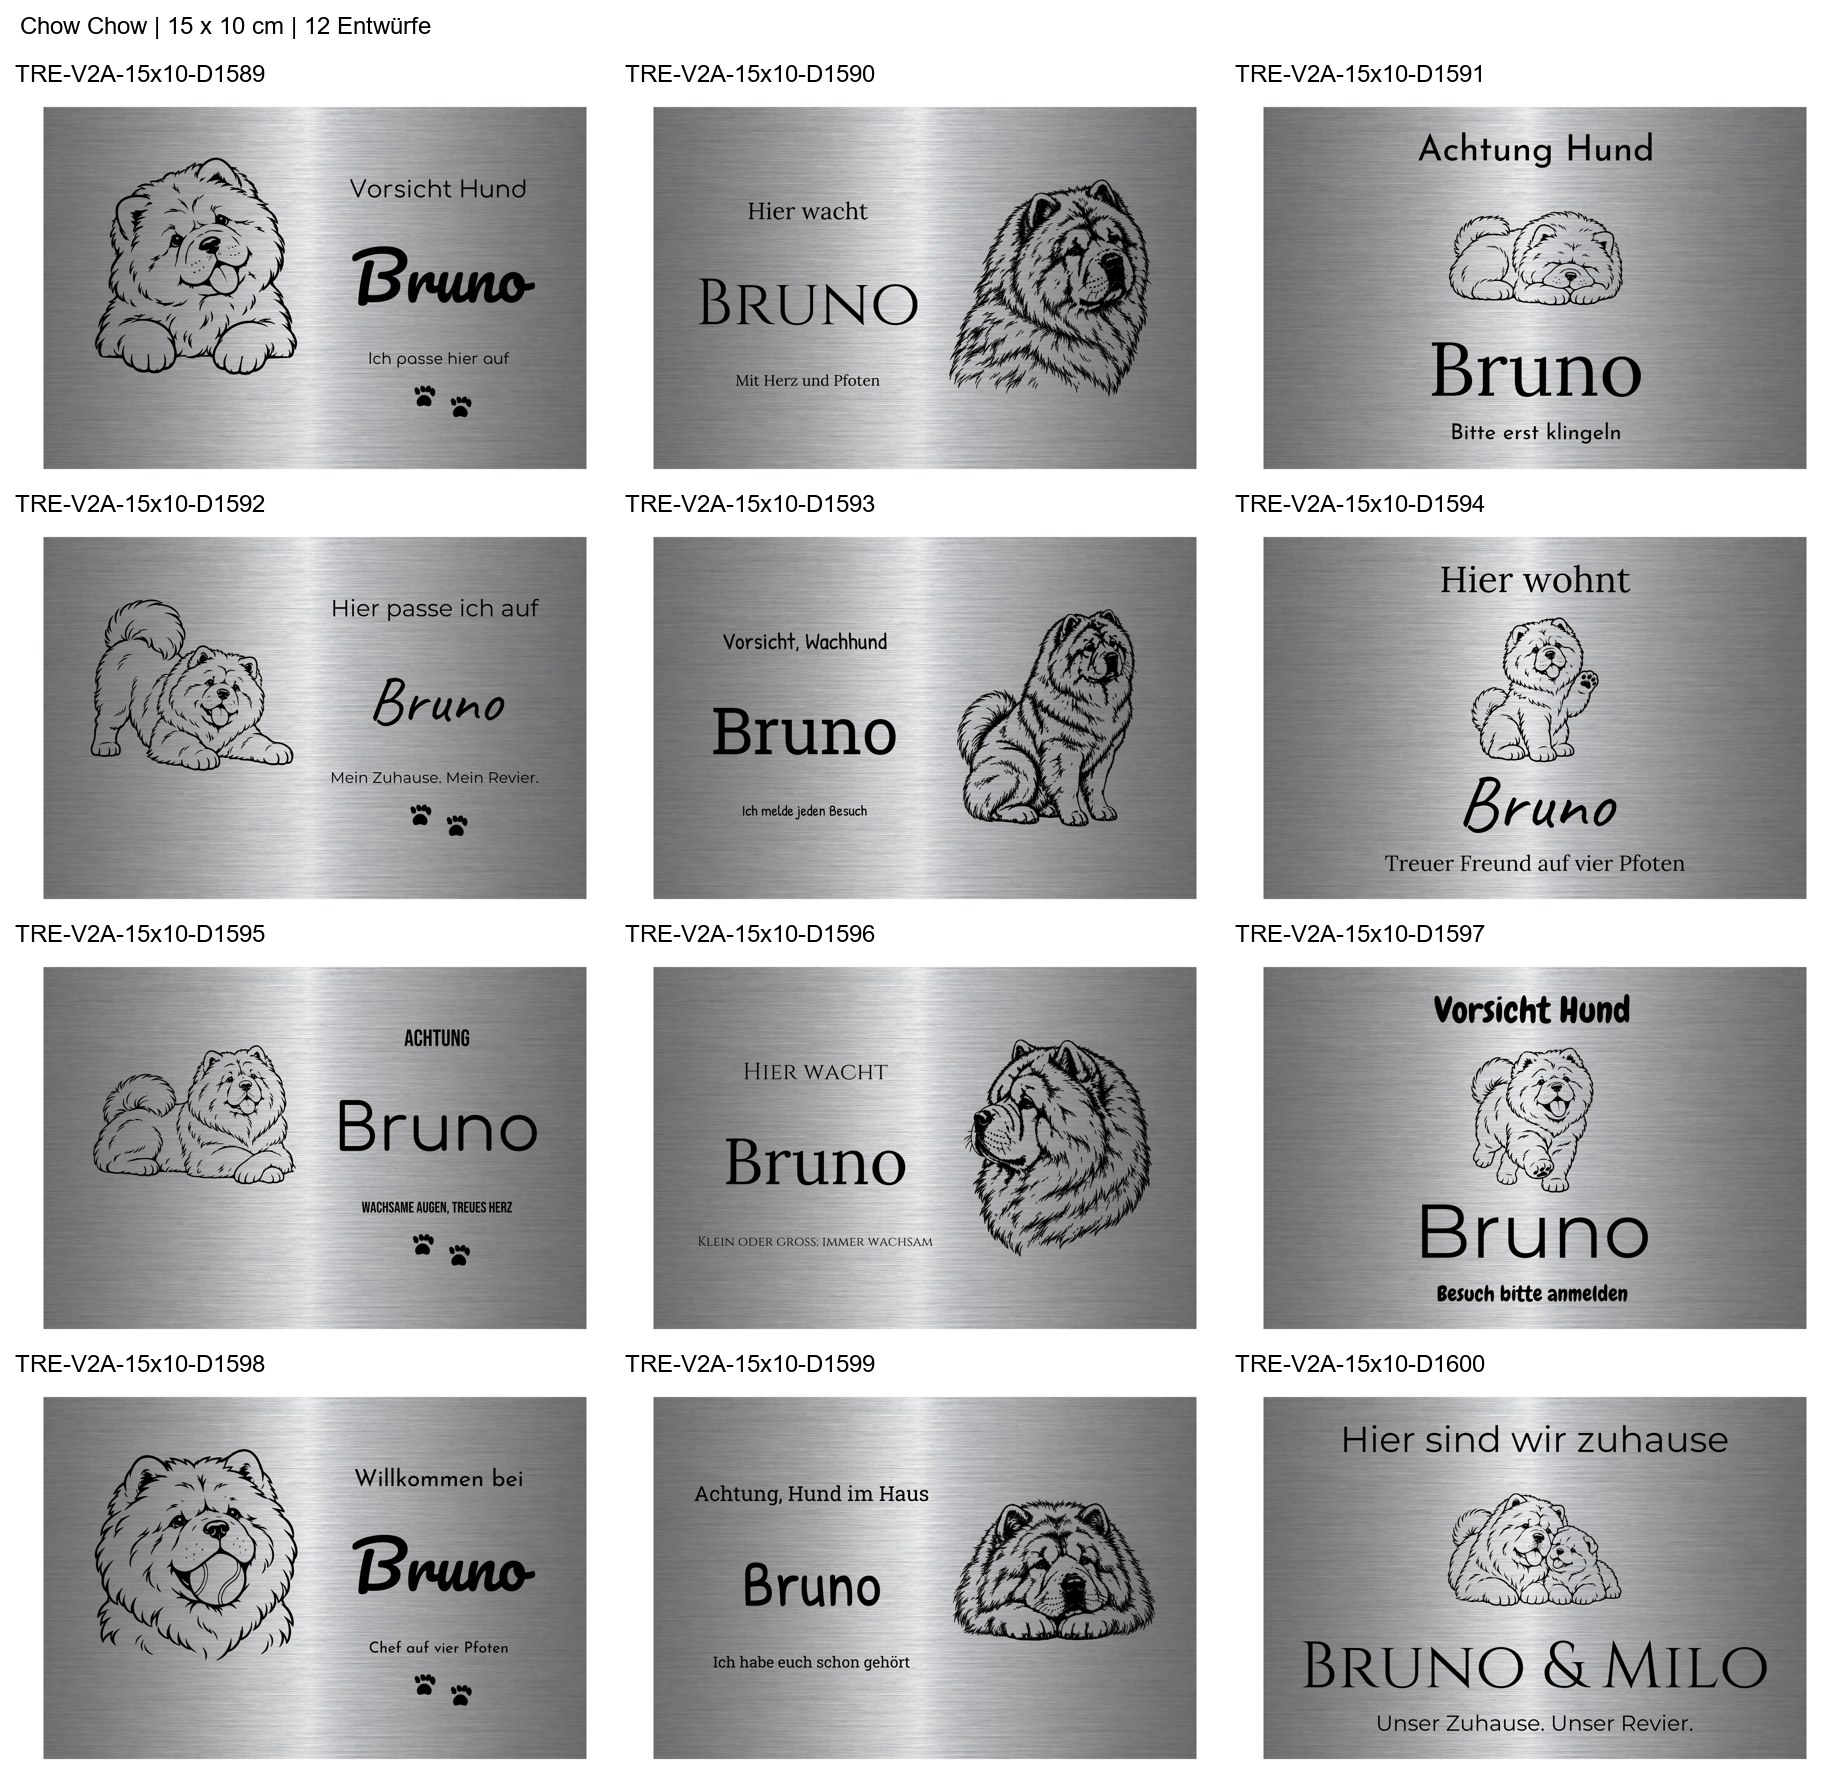 Chow Chow | 15 x 10 cm | 12 Entwürfe
TRE-V2A-15x10-D1589
Vorsicht Hund
Bruno
Ich passe hier auf
TRE-V2A-15x10-D1590
Hier wacht
BRUNO
Mit Herz und Pfoten
TRE-V2A-15x10-D1591
Achtung Hund
Bruno
Bitte erst klingeln
TRE-V2A-15x10-D1592
Hier passe ich auf
Bruno
Mein Zuhause. Mein Revier.
TRE-V2A-15x10-D1593
Vorsicht, Wachhund
Bruno
Ich melde jeden Besuch
TRE-V2A-15x10-D1594
Hier wohnt
Bruno
Treuer Freund auf vier Pfoten
TRE-V2A-15x10-D1595
ACHTUNG
Bruno
WACHSAME AUGEN, TREUES HERZ
TRE-V2A-15x10-D1596
HIER WACHT
Bruno
KLEIN ODER GROSS: IMMER WACHSAM
TRE-V2A-15x10-D1597
Vorsicht Hund
Bruno
Besuch bitte anmelden
TRE-V2A-15x10-D1598
Willkommen bei
Bruno
Chef auf vier Pfoten
TRE-V2A-15x10-D1599
Achtung, Hund im Haus
Bruno
Ich habe euch schon gehört
TRE-V2A-15x10-D1600
Hier sind wir zuhause
BRUNO & MILO
Unser Zuhause. Unser Revier.